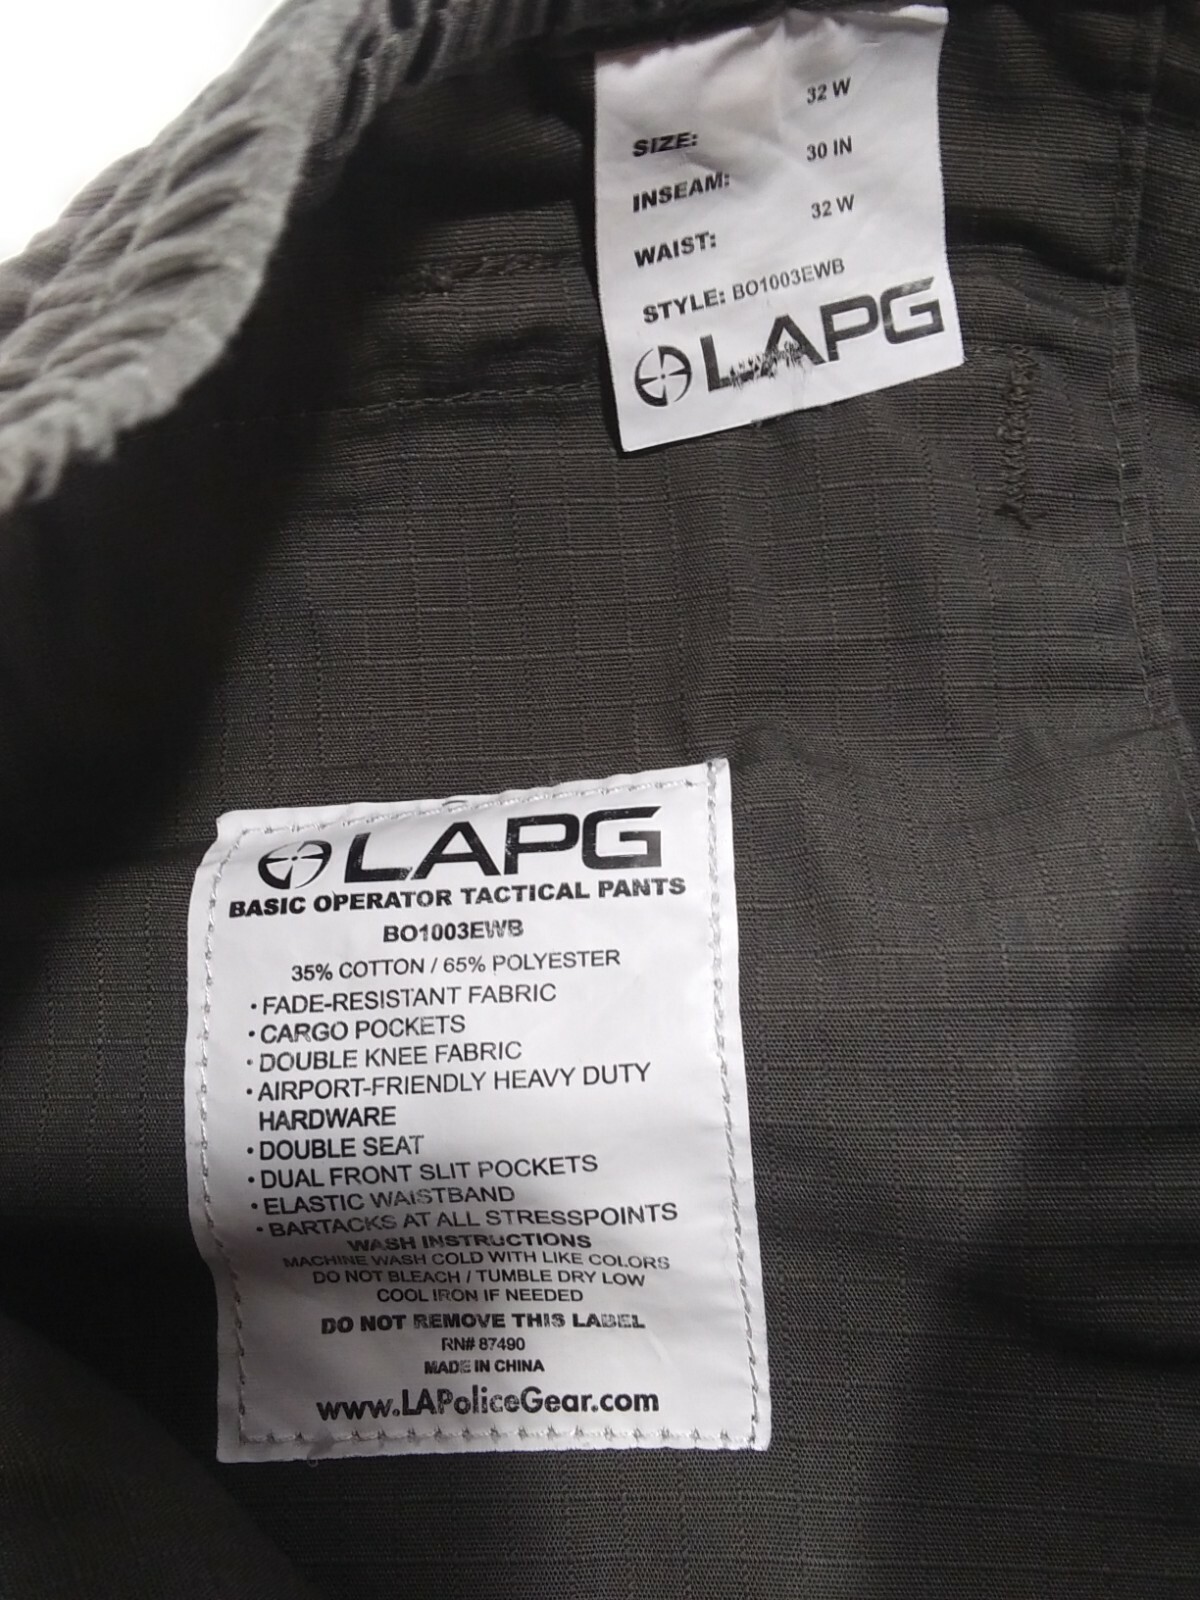 32 W
SIZE:
30 IN
INSEAM:
32 W
WAIST:
STYLE: BO1003EWB
LAPG
LAPG
BASIC OPERATOR TACTICAL PANTS
BO1003EWB
35% COTTON / 65% POLYESTER
• FADE-RESISTANT FABRIC
• CARGO POCKETS
• DOUBLE KNEE FABRIC
• AIRPORT-FRIENDLY HEAVY DUTY
HARDWARE
• DOUBLE SEAT
• DUAL FRONT SLIT POCKETS
• ELASTIC WAISTBAND
• BARTACKS AT ALL STRESSPOINTS
WASH INSTRUCTIONS
MACHINE WASH COLD WITH LIKE COLORS
DO NOT BLEACH / TUMBLE DRY LOW
COOL IRON IF NEEDED
DO NOT REMOVE THIS LABEL
RN# 87490
MADE IN CHINA
www.LAPoliceGear.com